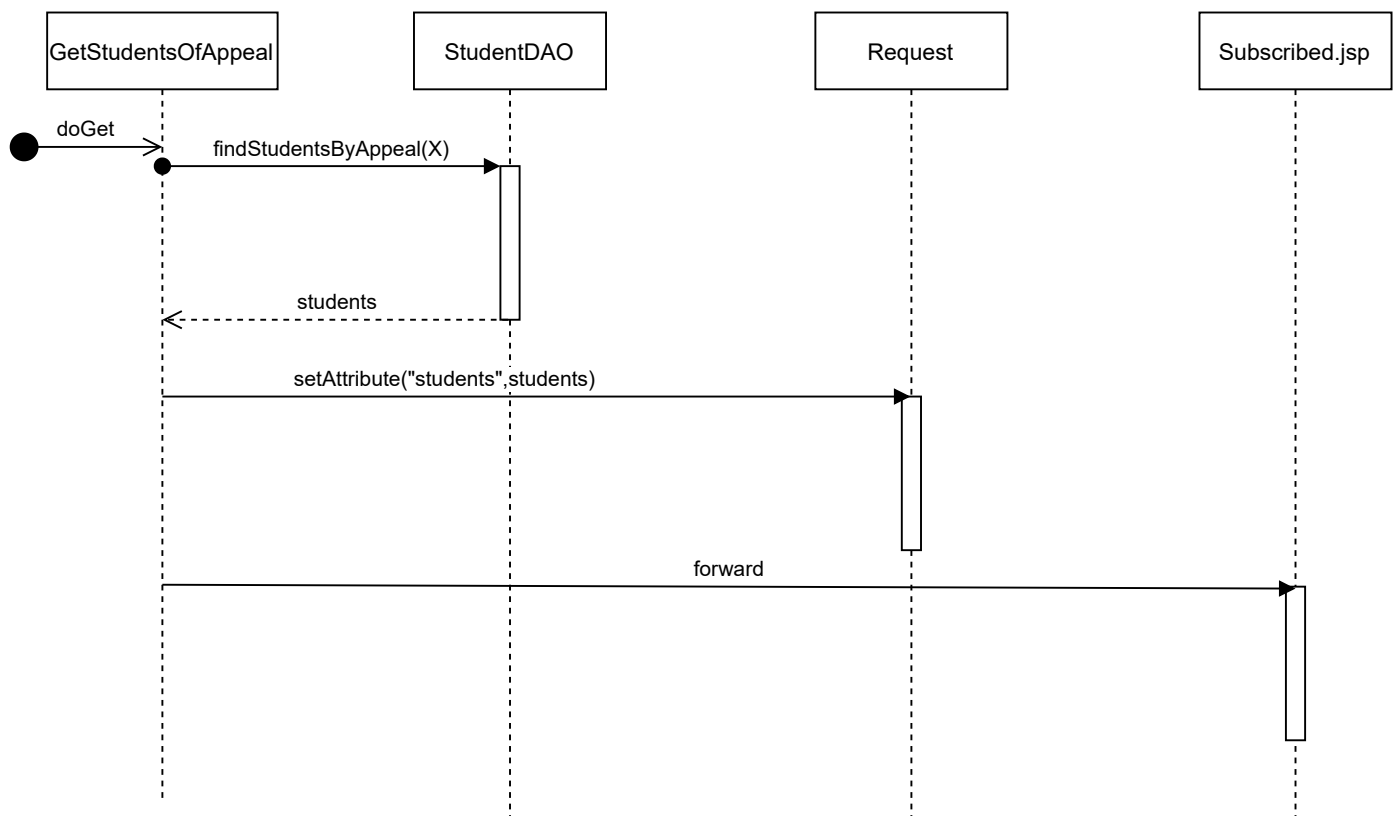 GetStudentsOfAppeal
StudentDAO
Request
Subscribed.jsp
doGet
findStudentsByAppeal(X)
students
setAttribute("students",students)
forward